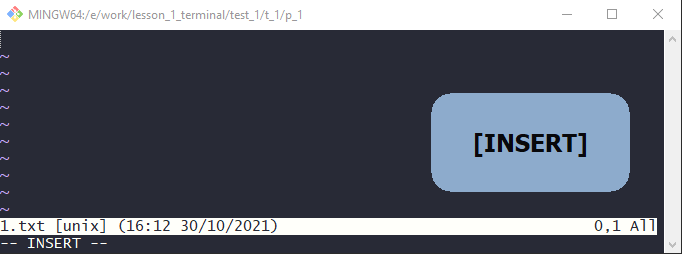 MINGW64:/e/work/lesson_1_terminal/test_1/t_1/p_1
~
~
~
~
~
~
~
~
~
~
[INSERT]
1.txt [unix] (16:12 30/10/2021) 0,1 All
-- INSERT --